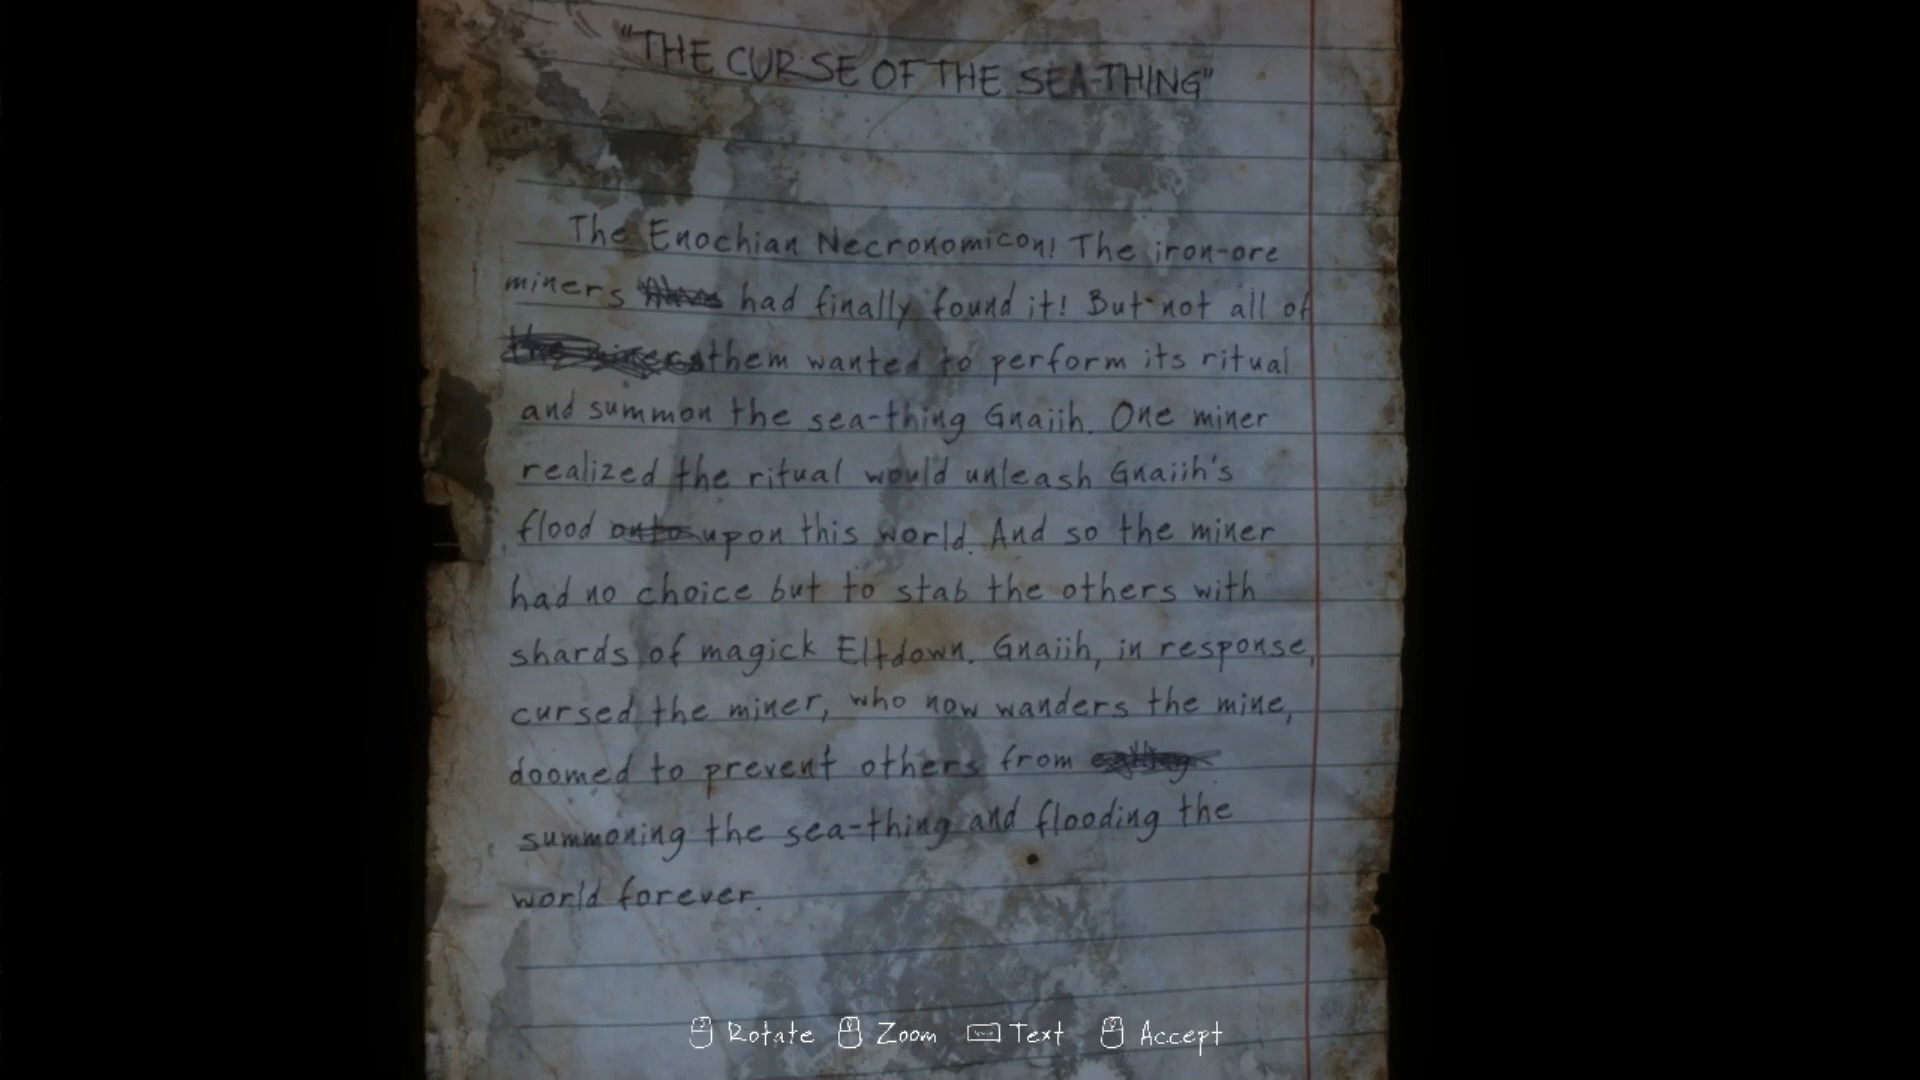 "THE CURSE OF THE SEA-THING"
The Enochian Necronomicon! The iron-ore
miners had finally found it! But not all of
the miners them wanted to perform its ritual
and summon the sea-thing Gnaiih. One miner
realized the ritual would unleash Gnaiih's
flood onto upon this world. And so the miner
had no choice but to stab the others with
shards of magick Eltdown. Gnaiih, in response,
cursed the miner, who now wanders the mine,
doomed to prevent others from
summoning the sea-thing and flooding the
world forever.
Rotate Zoom Text Accept